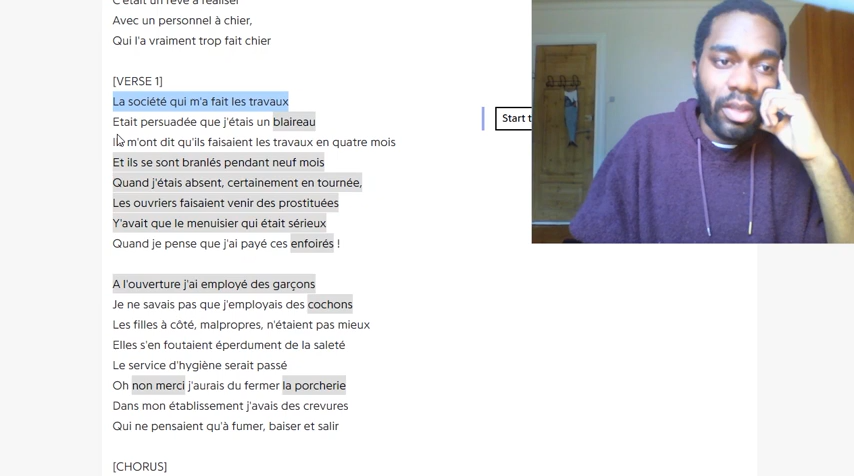 C'était un rêve à réaliser
Avec un personnel à chier,
Qui l'a vraiment trop fait chier
[VERSE 1]
La société qui m'a fait les travaux
Etait persuadée que j'étais un blaireau
Start
m'ont dit qu'ils faisaient les travaux en quatre mois
Et ils se sont branlés pendant neuf mois
Quand j'étais absent, certainement en tournée,
Les ouvriers faisaient venir des prostituées
Y'avait que le menuisier qui était sérieux
Quand je pense que j'ai payé ces enfoirés !
A l'ouverture j'ai employé des garçons
Je ne savais pas que j'employais des cochons
Les filles à côté, malpropres, n'étaient pas mieux
Elles s'en foutaient éperdument de la saleté
Le service d'hygiène serait passé
Oh non merci j'aurais du fermer la porcherie
Dans mon établissement j'avais des crevures
Qui ne pensaient qu'à fumer, baiser et salir
[CHORUS]